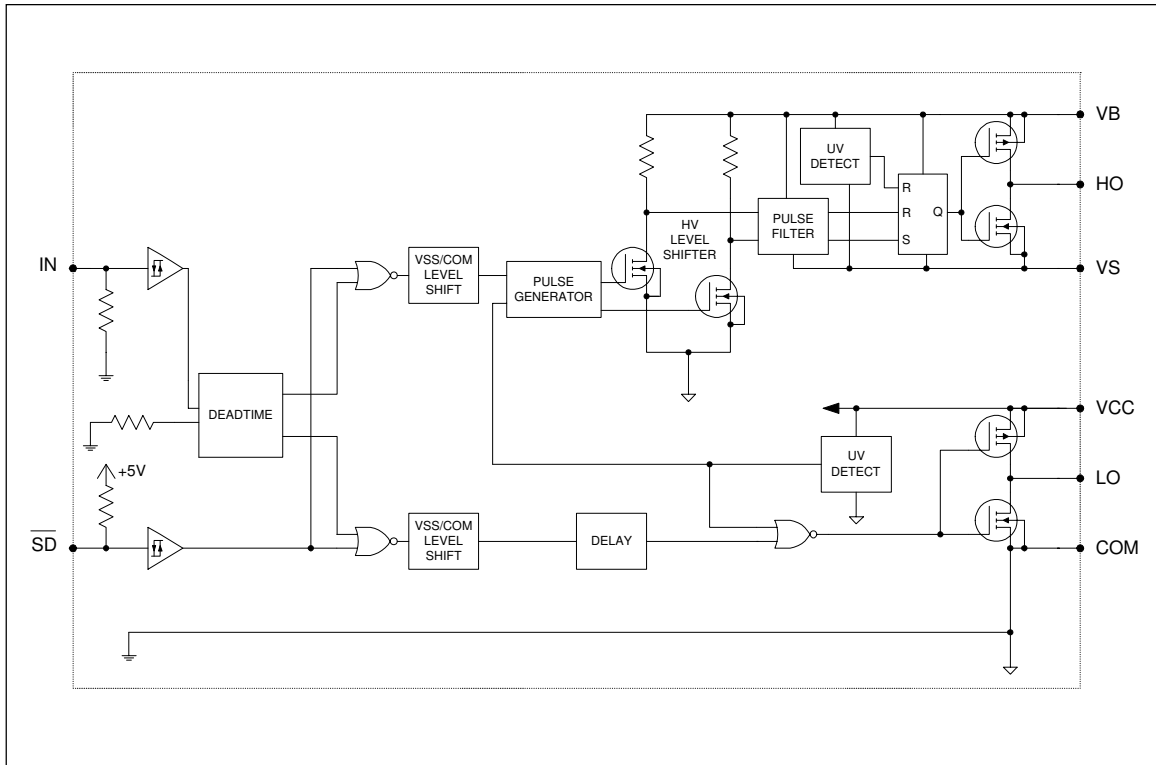 VB
UV
DETECT
HO
R
R
Q
S
HV
LEVEL
SHIFTER
PULSE
FILTER
IN
VSS/COM
LEVEL
SHIFT
PULSE
GENERATOR
VS
DEADTIME
VCC
+5V
UV
DETECT
LO
SD
VSS/COM
LEVEL
SHIFT
DELAY
COM